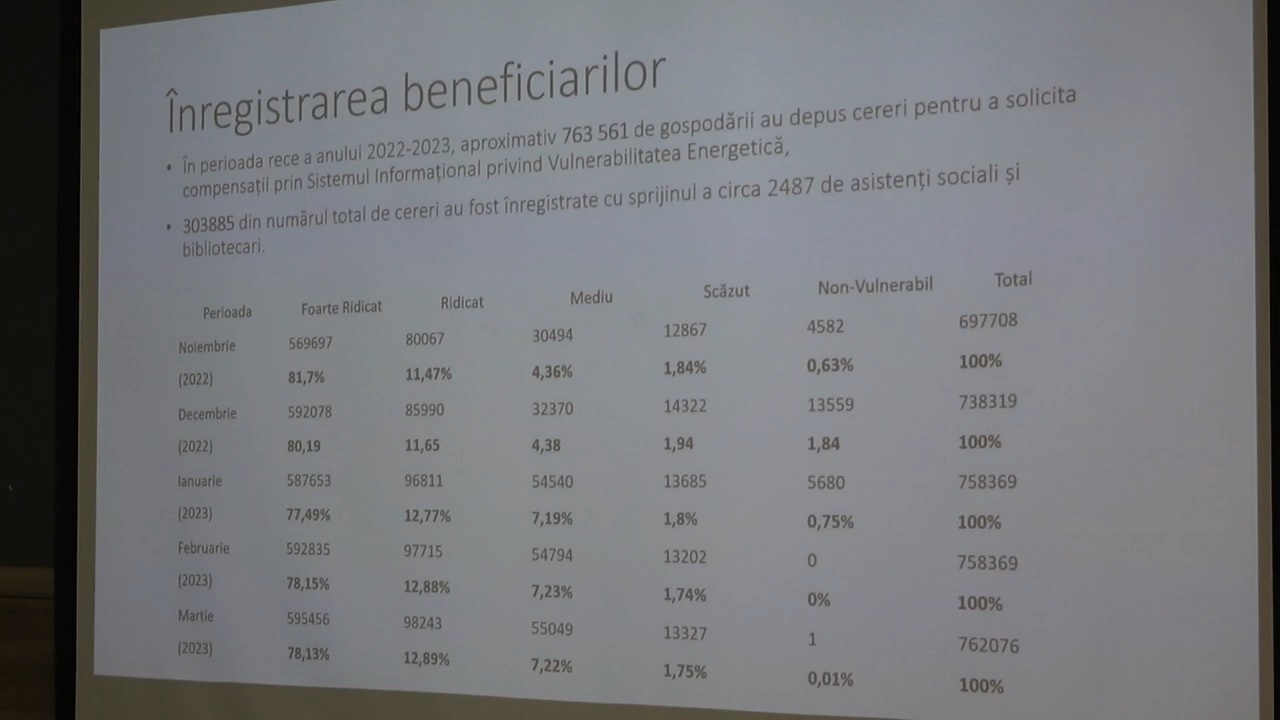 Înregistrarea beneficiarilor
• În perioada rece a anului 2022-2023, aproximativ 763 561 de gospodării au depus cereri pentru a solicita
compensații prin Sistemul Informațional privind Vulnerabilitatea Energetică,
• 303885 din numărul total de cereri au fost înregistrate cu sprijinul a circa 2487 de asistenți sociali și
bibliotecari.
Perioada Foarte Ridicat Ridicat Mediu Scăzut Non-Vulnerabil Total
Noiembrie 569697 80067 30494 12867 4582 697708
(2022) 81,7% 11,47% 4,36% 1,84% 0,63% 100%
Decembrie 592078 85990 32370 14322 13559 738319
(2022) 80,19 11,65 4,38 1,94 1,84 100%
Ianuarie 587653 96811 54540 13685 5680 758369
(2023) 77,49% 12,77% 7,19% 1,8% 0,75% 100%
Februarie 592835 97715 54794 13202 0 758369
(2023) 78,15% 12,88% 7,23% 1,74% 0% 100%
Martie 595456 98243 55049 13327 1 762076
(2023) 78,13% 12,89% 7,22% 1,75% 0,01% 100%